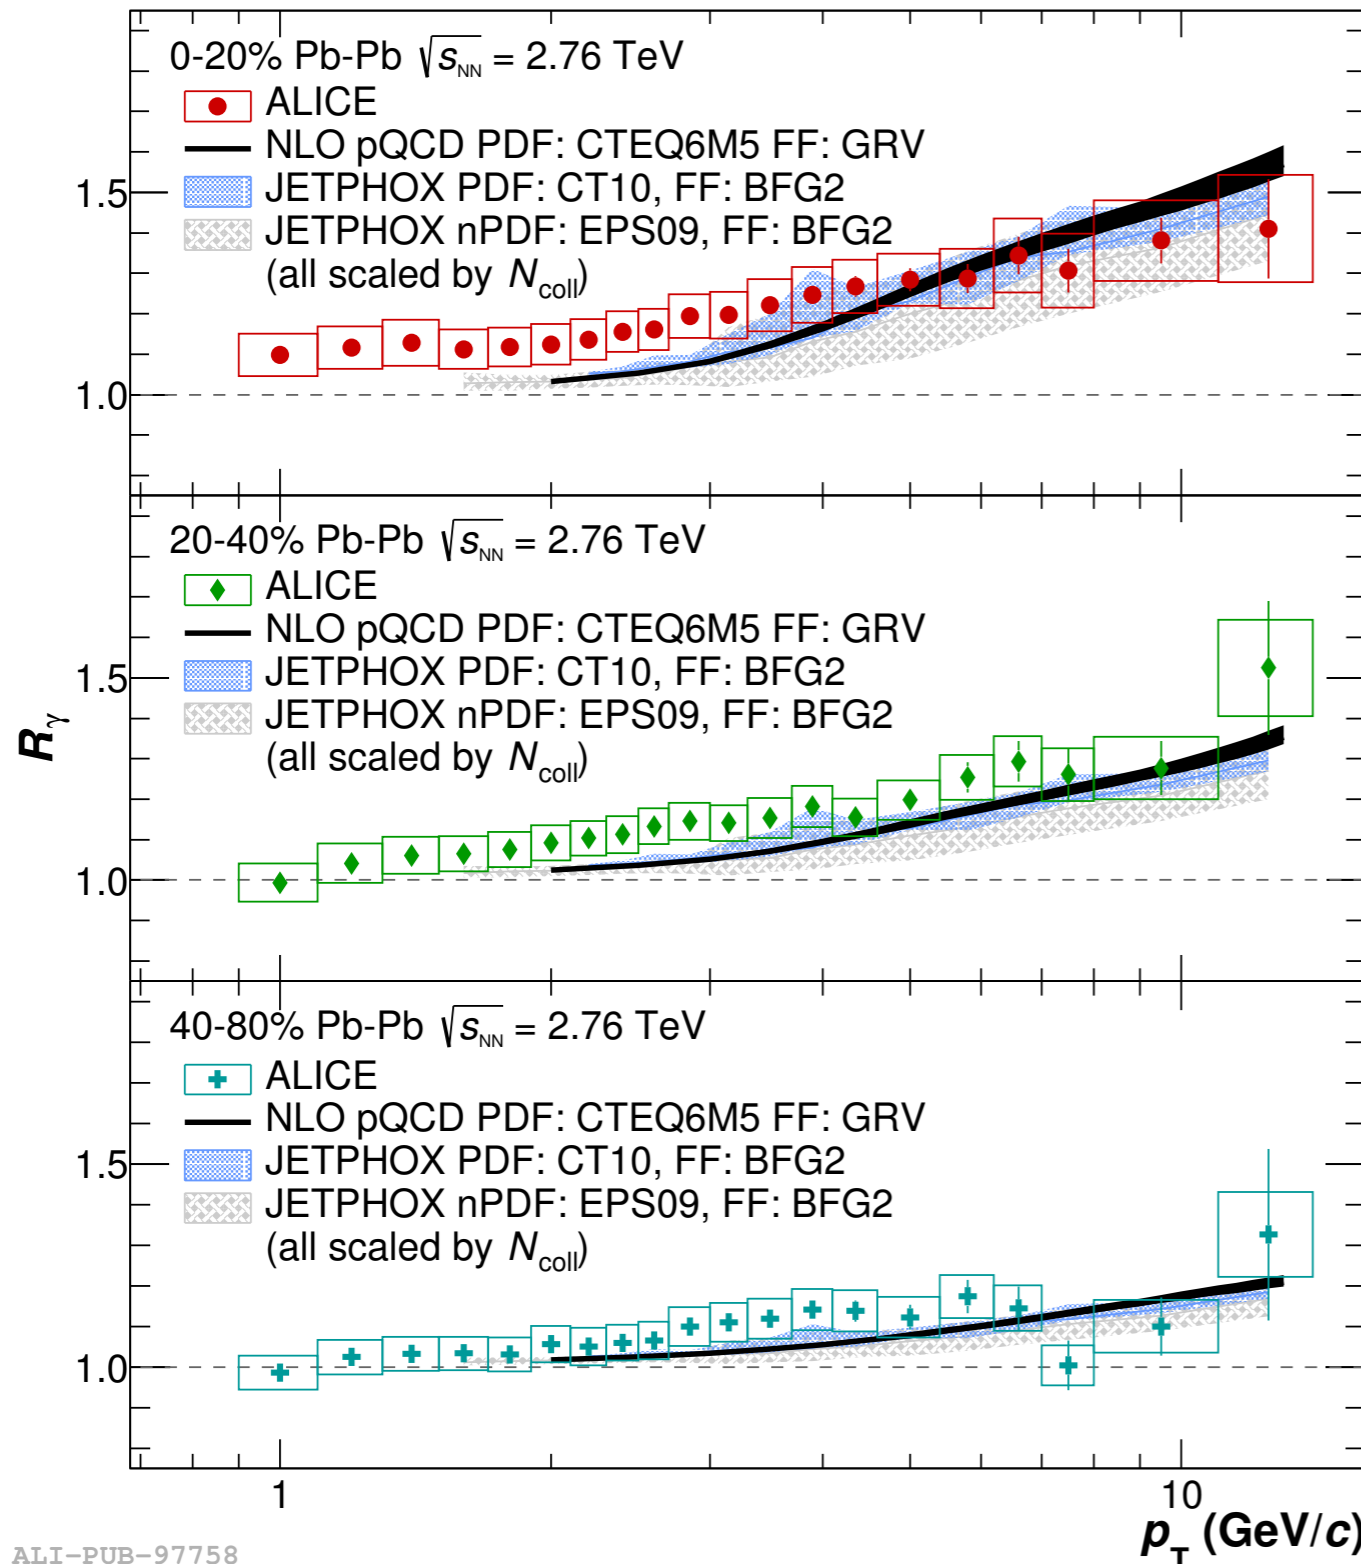 0-20% Pb-Pb √sNN = 2.76 TeV
ALICE
NLO pQCD PDF: CTEQ6M5 FF: GRV
JETPHOX PDF: CT10, FF: BFG2
JETPHOX nPDF: EPS09, FF: BFG2
(all scaled by Ncoll)
1.5
1.0
20-40% Pb-Pb √sNN = 2.76 TeV
ALICE
NLO pQCD PDF: CTEQ6M5 FF: GRV
JETPHOX PDF: CT10, FF: BFG2
JETPHOX nPDF: EPS09, FF: BFG2
(all scaled by Ncoll)
1.5
1.0
Rγ
40-80% Pb-Pb √sNN = 2.76 TeV
ALICE
NLO pQCD PDF: CTEQ6M5 FF: GRV
JETPHOX PDF: CT10, FF: BFG2
JETPHOX nPDF: EPS09, FF: BFG2
(all scaled by Ncoll)
1.5
1.0
1 10
pT (GeV/c)
ALI-PUB-97758